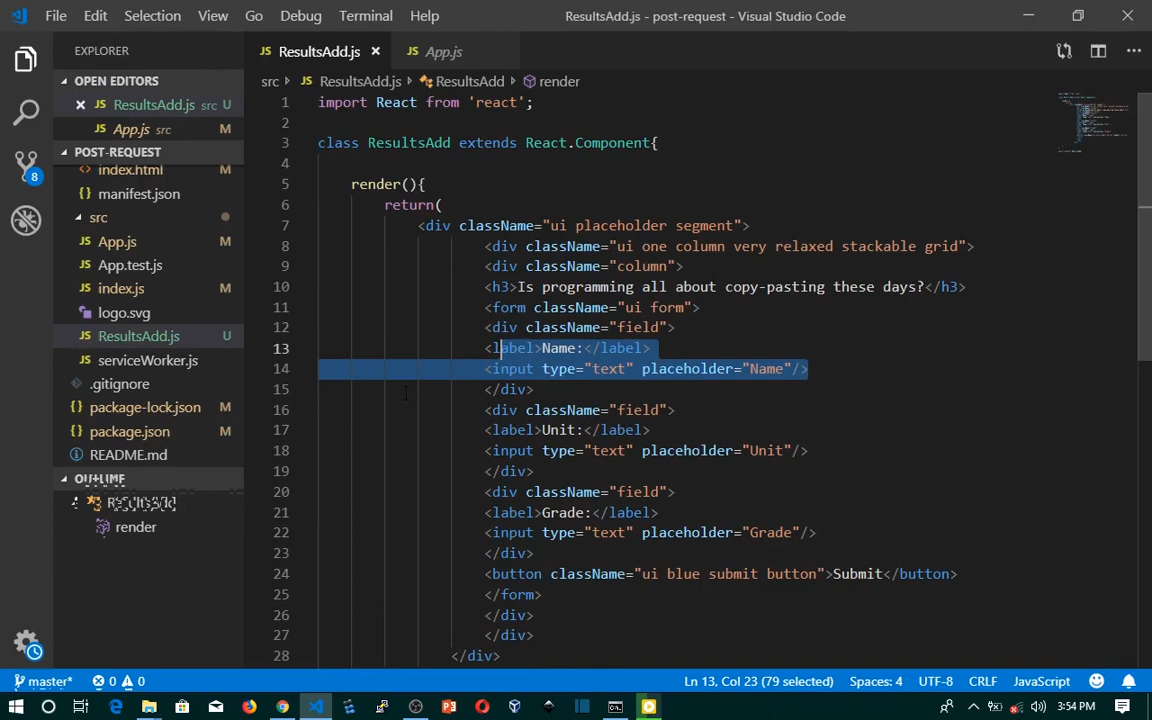 File Edit Selection View Go Debug Terminal Help ResultsAdd.js - post-request - Visual Studio Code
EXPLORER
OPEN EDITORS
ResultsAdd.js src U
App.js src M
POST-REQUEST
index.html M
manifest.json
src
App.js M
App.test.js
index.js M
logo.svg
ResultsAdd.js U
serviceWorker.js
.gitignore
package-lock.json M
package.json M
README.md
OUTLINE
ResultsAdd
render
JS ResultsAdd.js JS App.js
src JS ResultsAdd.js ResultsAdd render
1 import React from 'react';
2
3 class ResultsAdd extends React.Component{
4
5 render(){
6 return(
7 <div className="ui placeholder segment">
8 <div className="ui one column very relaxed stackable grid">
9 <div className="column">
10 <h3>Is programming all about copy-pasting these days?</h3>
11 <form className="ui form">
12 <div className="field">
13 <label>Name:</label>
14 <input type="text" placeholder="Name"/>
15 </div>
16 <div className="field">
17 <label>Unit:</label>
18 <input type="text" placeholder="Unit"/>
19 </div>
20 <div className="field">
21 <label>Grade:</label>
22 <input type="text" placeholder="Grade"/>
23 </div>
24 <button className="ui blue submit button">Submit</button>
25 </form>
26 </div>
27 </div>
28 </div>
8
master* 0 0 Ln 13, Col 23 (79 selected) Spaces: 4 UTF-8 CRLF JavaScript
3:54 PM